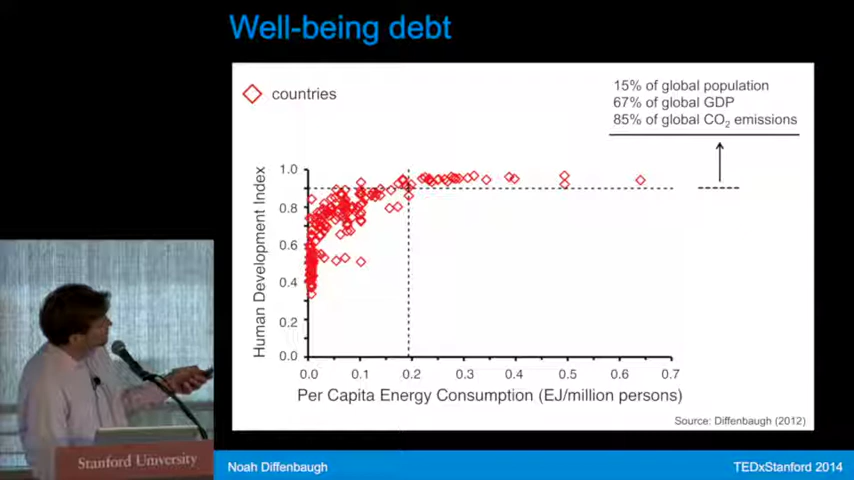 Well-being debt
countries
15% of global population
67% of global GDP
85% of global CO₂ emissions
Human Development Index
1.0
0.8
0.6
0.4
0.2
0.0
0.0 0.1 0.2 0.3 0.4 0.5 0.6 0.7
Per Capita Energy Consumption (EJ/million persons)
Source: Diffenbaugh (2012)
Stanford University
Noah Diffenbaugh
TEDxStanford 2014